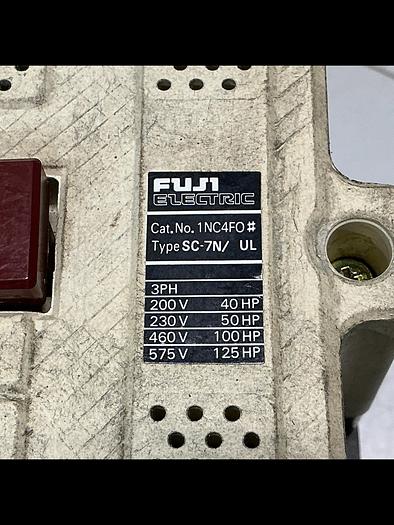 FUJI
ELECTRIC
Cat. No. 1NC4FO#
Type SC-7N/ UL
3PH
200V 40HP
230V 50HP
460V 100HP
575V 125HP